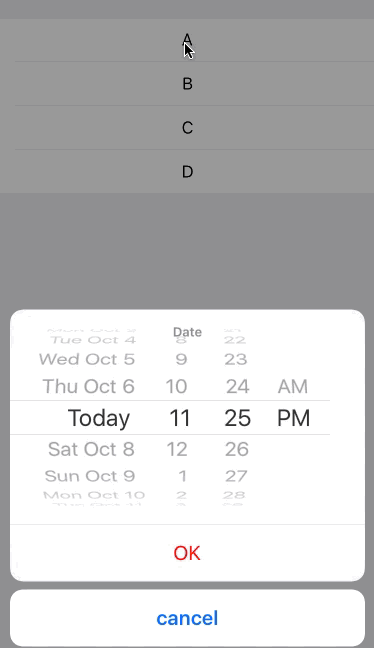 A
B
C
D
Date
Tue Oct 4 8 22
Wed Oct 5 9 23
Thu Oct 6 10 24 AM
Today 11 25 PM
Sat Oct 8 12 26
Sun Oct 9 1 27
Mon Oct 10 2 28
OK
cancel